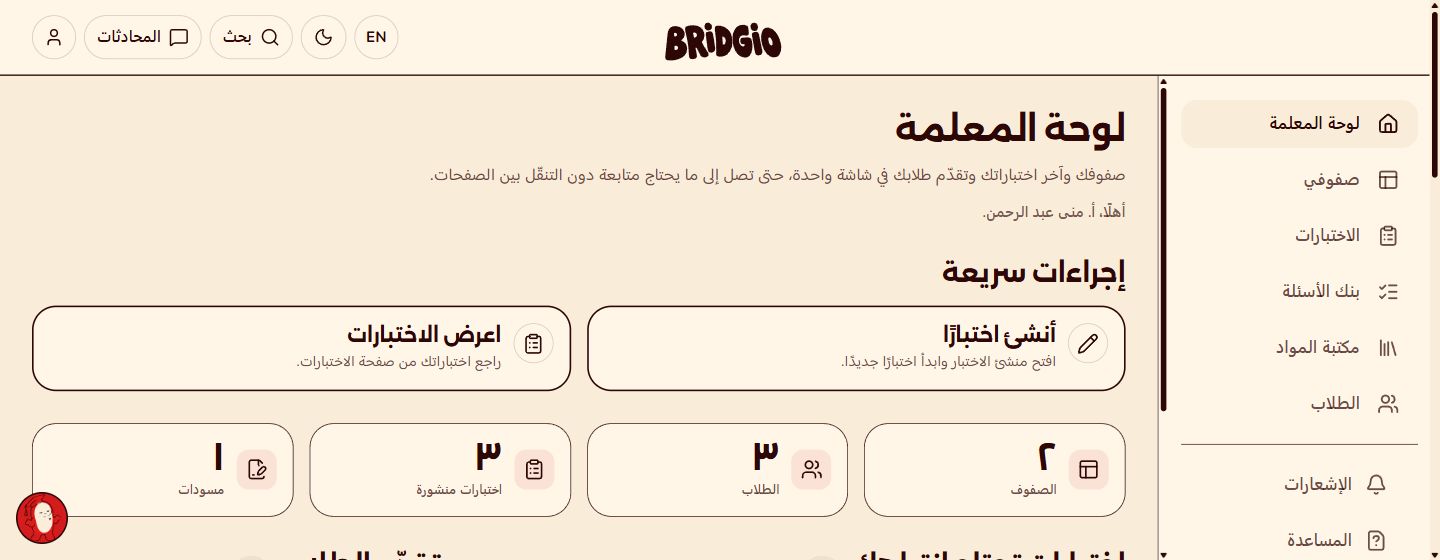 BRiDGiO
EN
بحث
المحادثات
لوحة المعلمة
صفوفي
الاختبارات
بنك الأسئلة
مكتبة المواد
الطلاب
الإشعارات
المساعدة
لوحة المعلمة
صفوفك وآخر اختباراتك وتقدّم طلابك في شاشة واحدة، حتى تصل إلى ما يحتاج متابعة دون التنقّل بين الصفحات.
أهلًا، أ. منى عبد الرحمن.
إجراءات سريعة
أنشئ اختبارًا
افتح منشئ الاختبار وابدأ اختبارًا جديدًا.
اعرض الاختبارات
راجع اختباراتك من صفحة الاختبارات.
٢
الصفوف
٣
الطلاب
٣
اختبارات منشورة
١
مسودات